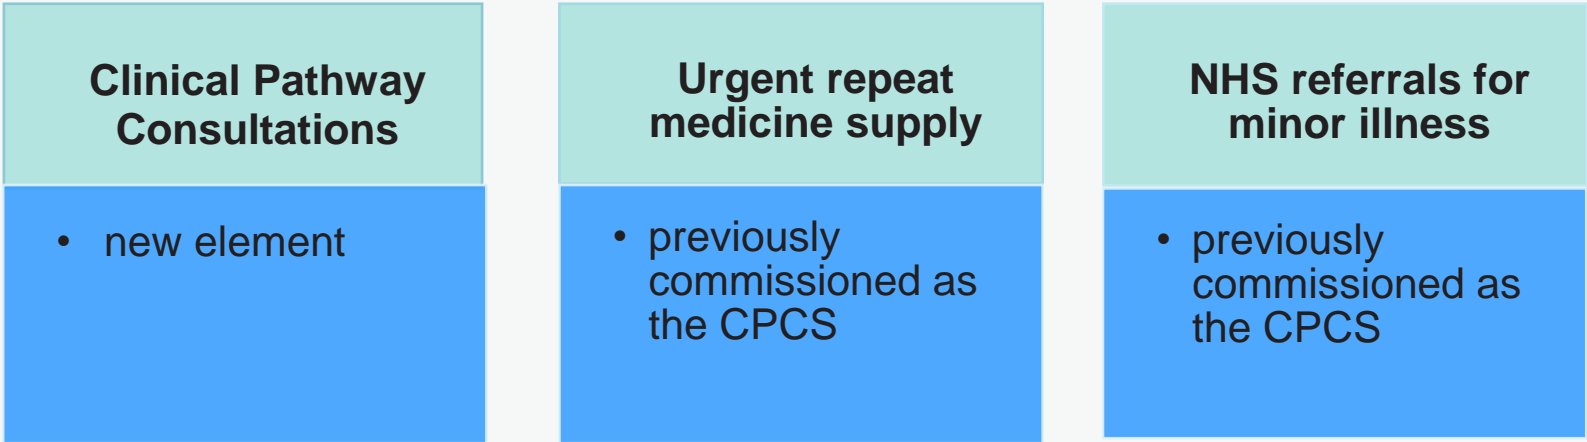 Clinical Pathway
Consultations
• new element
Urgent repeat
medicine supply
• previously
commissioned as
the CPCS
NHS referrals for
minor illness
• previously
commissioned as
the CPCS